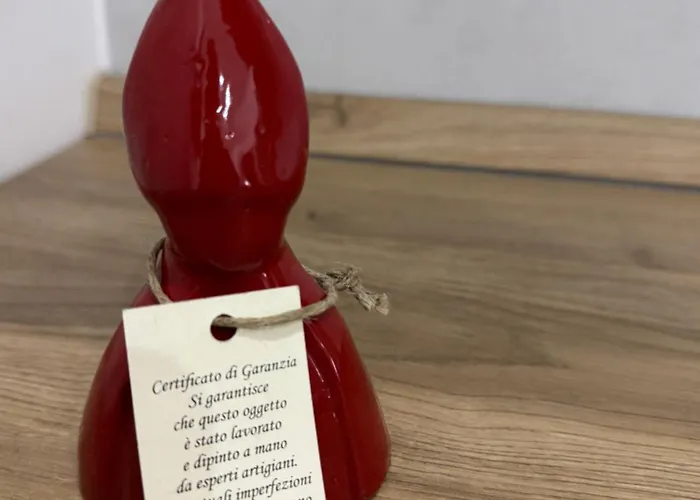 Certificato di Garanzia
Si garantisce
che questo oggetto
è stato lavorato
e dipinto a mano
da esperti artigiani.
imperfezioni